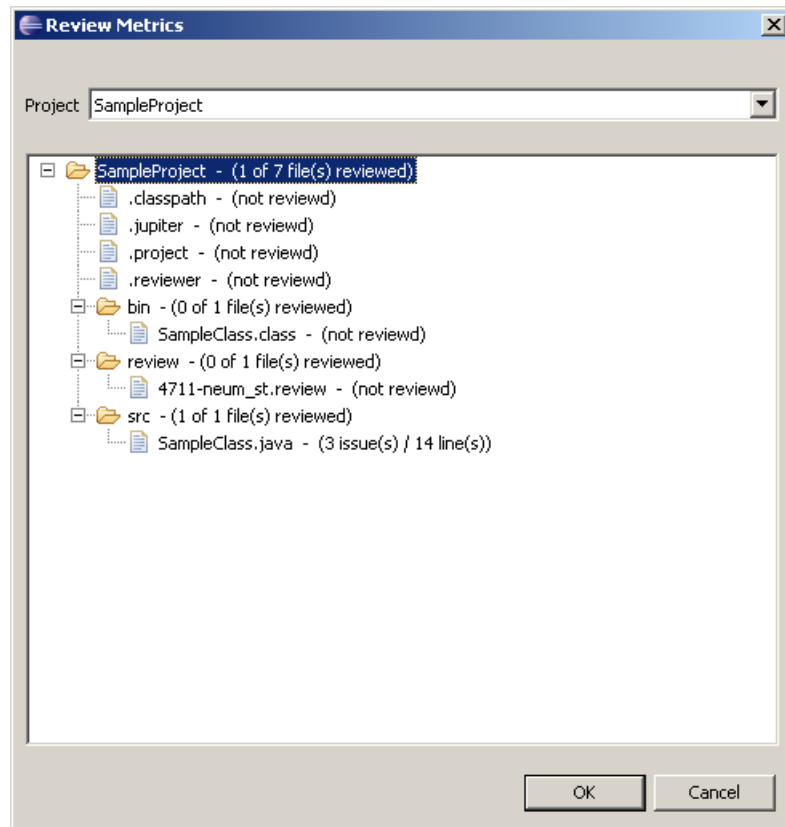 Review Metrics
Project SampleProject
SampleProject - (1 of 7 file(s) reviewed)
.classpath - (not reviewd)
.jupiter - (not reviewd)
.project - (not reviewd)
.reviewer - (not reviewd)
bin - (0 of 1 file(s) reviewed)
SampleClass.class - (not reviewd)
review - (0 of 1 file(s) reviewed)
4711-neum_st.review - (not reviewd)
src - (1 of 1 file(s) reviewed)
SampleClass.java - (3 issue(s) / 14 line(s))
OK Cancel